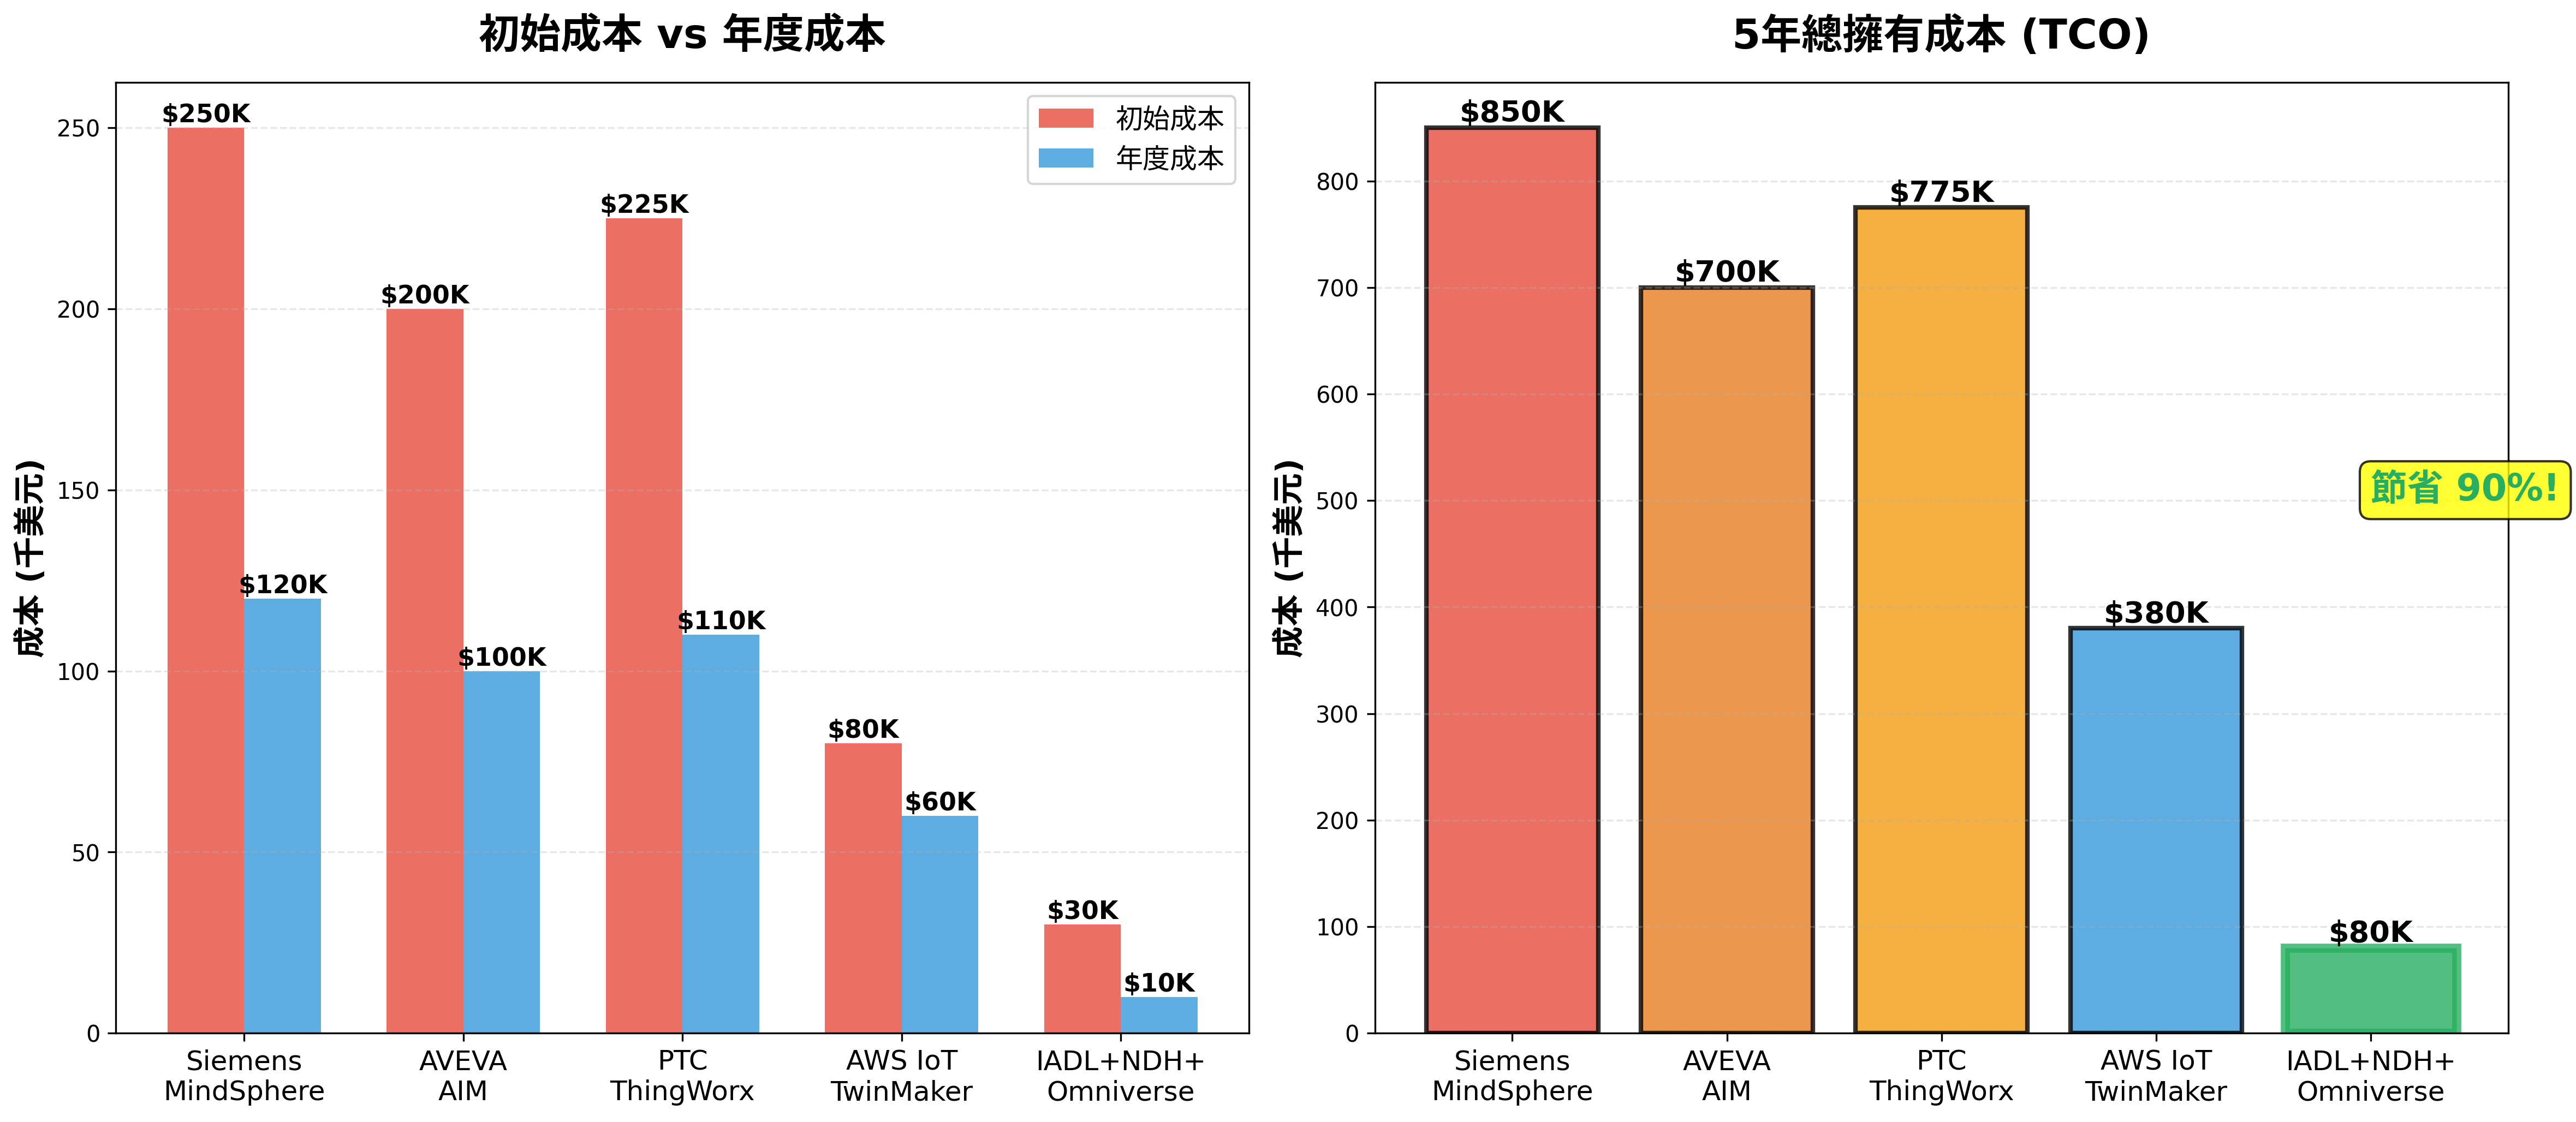 初始成本 vs 年度成本
成本 (千美元)
250
200
150
100
50
0
$250K
$120K
$200K
$100K
$225K
$110K
$80K
$60K
$30K
$10K
初始成本
年度成本
Siemens
MindSphere
AVEVA
AIM
PTC
ThingWorx
AWS IoT
TwinMaker
IADL+NDH+
Omniverse
5年總擁有成本 (TCO)
成本 (千美元)
800
700
600
500
400
300
200
100
0
$850K
$700K
$775K
$380K
$80K
節省 90%!
Siemens
MindSphere
AVEVA
AIM
PTC
ThingWorx
AWS IoT
TwinMaker
IADL+NDH+
Omniverse